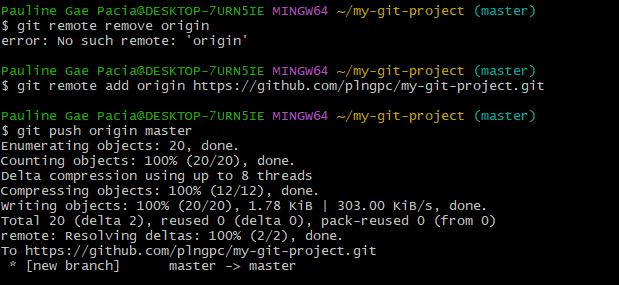 Pauline Gae Pacia@DESKTOP-7URN5IE MINGW64 ~/my-git-project (master)
$ git remote remove origin
error: No such remote: 'origin'
Pauline Gae Pacia@DESKTOP-7URN5IE MINGW64 ~/my-git-project (master)
$ git remote add origin https://github.com/plngpc/my-git-project.git
Pauline Gae Pacia@DESKTOP-7URN5IE MINGW64 ~/my-git-project (master)
$ git push origin master
Enumerating objects: 20, done.
Counting objects: 100% (20/20), done.
Delta compression using up to 8 threads
Compressing objects: 100% (12/12), done.
Writing objects: 100% (20/20), 1.78 KiB | 303.00 KiB/s, done.
Total 20 (delta 2), reused 0 (delta 0), pack-reused 0 (from 0)
remote: Resolving deltas: 100% (2/2), done.
To https://github.com/plngpc/my-git-project.git
 * [new branch]      master -> master